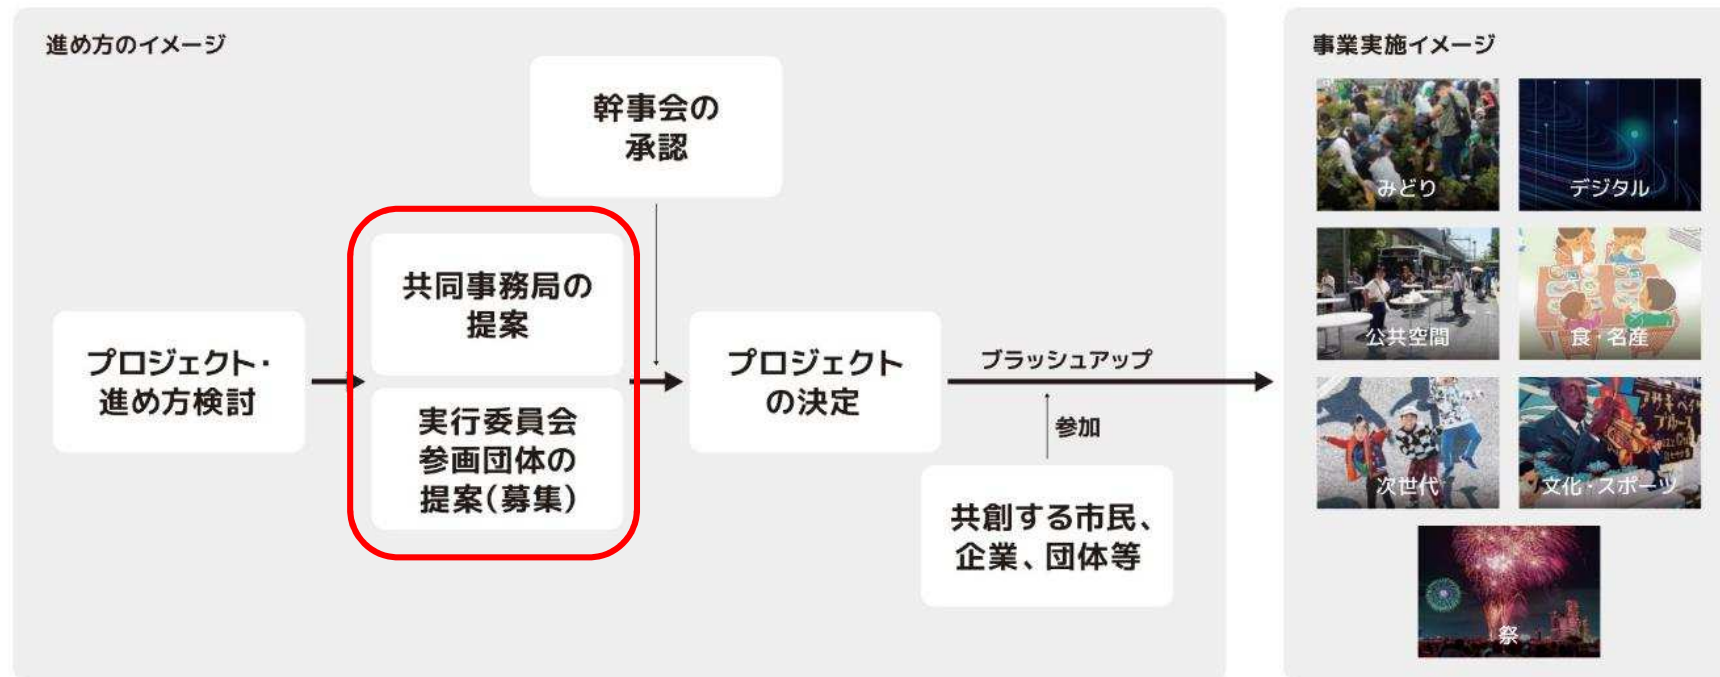 進め方のイメージ
幹事会の
承認
共同事務局の
提案
プロジェクト・
進め方検討
実行委員会
参画団体の
提案(募集)
プロジェクト
の決定
ブラッシュアップ
参加
共創する市民、
企業、団体等
事業実施イメージ
みどり
デジタル
公共空間
食・名産
次世代
文化・スポーツ
祭